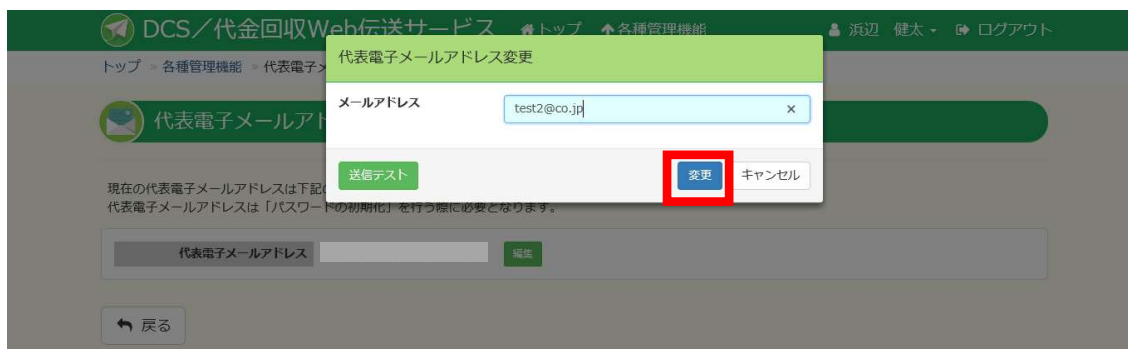 DCS／代金回収Web伝送サービス トップ 各種管理機能 浜辺 健太 ログアウト
トップ » 各種管理機能 » 代表電子メ
代表電子メールアドレス変更
メールアドレス test2@co.jp ×
代表電子メールアド
送信テスト 変更 キャンセル
現在の代表電子メールアドレスは下記
代表電子メールアドレスは「パスワードの初期化」を行う際に必要となります。
代表電子メールアドレス 編集
戻る